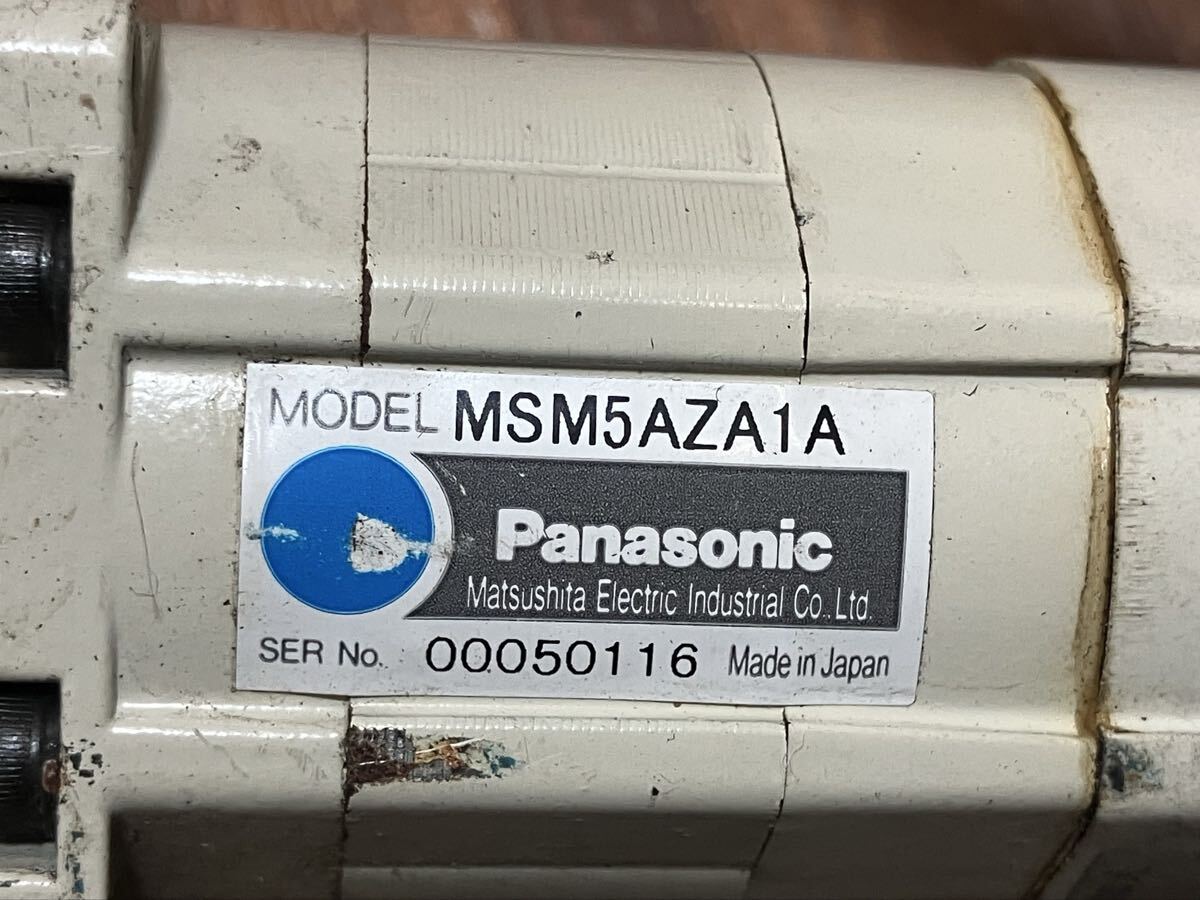 MODEL MSM5AZA1A
Panasonic
Matsushita Electric Industrial Co.,Ltd.
SER No. 00050116 Made in Japan